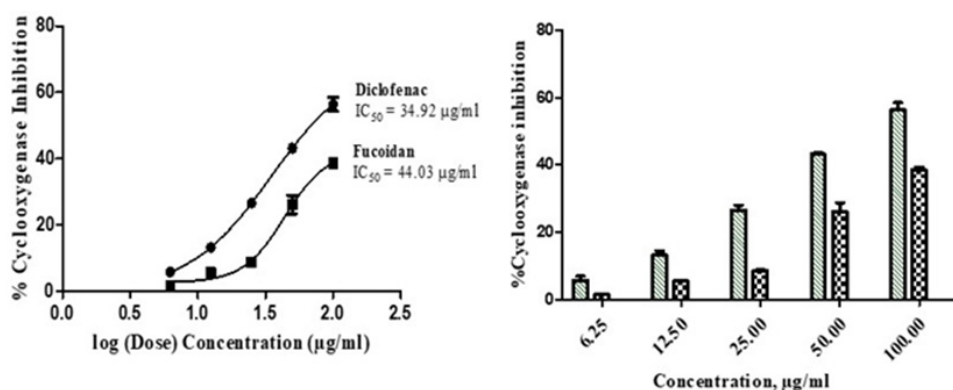 % Cyclooxygenase Inhibition
80
60
40
20
0
0.0 0.5 1.0 1.5 2.0 2.5
log (Dose) Concentration (µg/ml)
Diclofenac
IC50 = 34.92 µg/ml
Fucoidan
IC50 = 44.03 µg/ml
%Cyclooxygenase inhibition
80
60
40
20
0
6.25 12.50 25.00 50.00 100.00
Concentration, µg/ml